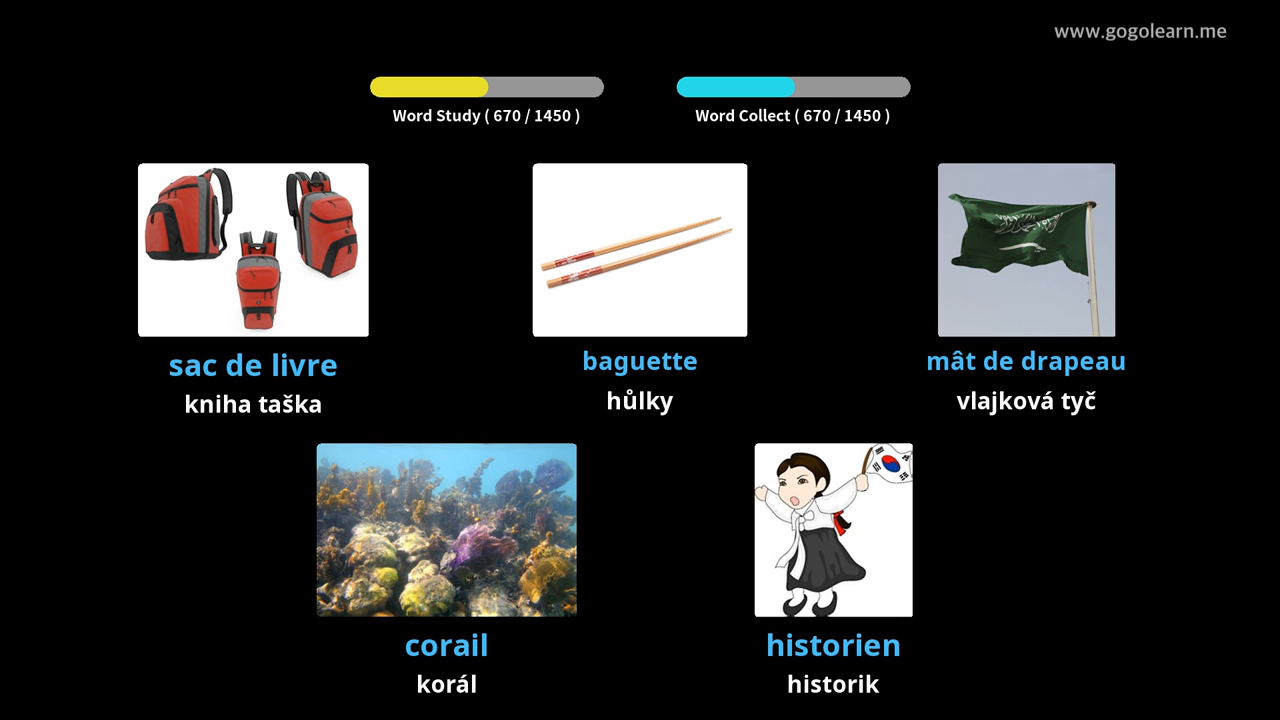 www.gogolearn.me
Word Study ( 670 / 1450 )
Word Collect ( 670 / 1450 )
sac de livre
kniha taška
baguette
hůlky
mât de drapeau
vlajková tyč
corail
korál
historien
historik